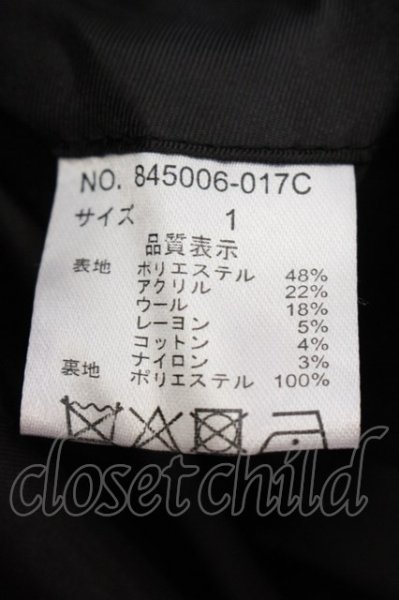 NO. 845006-017C
サイズ 1
品質表示
表地 ポリエステル 48%
アクリル 22%
ウール 18%
レーヨン 5%
コットン 4%
ナイロン 3%
裏地 ポリエステル 100%
closetchild